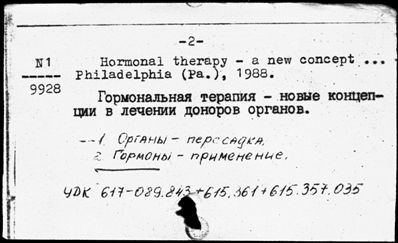 -2-
N1 Hormonal therapy - a new concept ...
----- Philadelphia (Pa.), 1988.
9928
Гормональная терапия - новые концеп-
ции в лечении доноров органов.
1. Органы - пересадка.
2. Гормоны - применение.
УДК 617-089.843+615.361+615.357.035